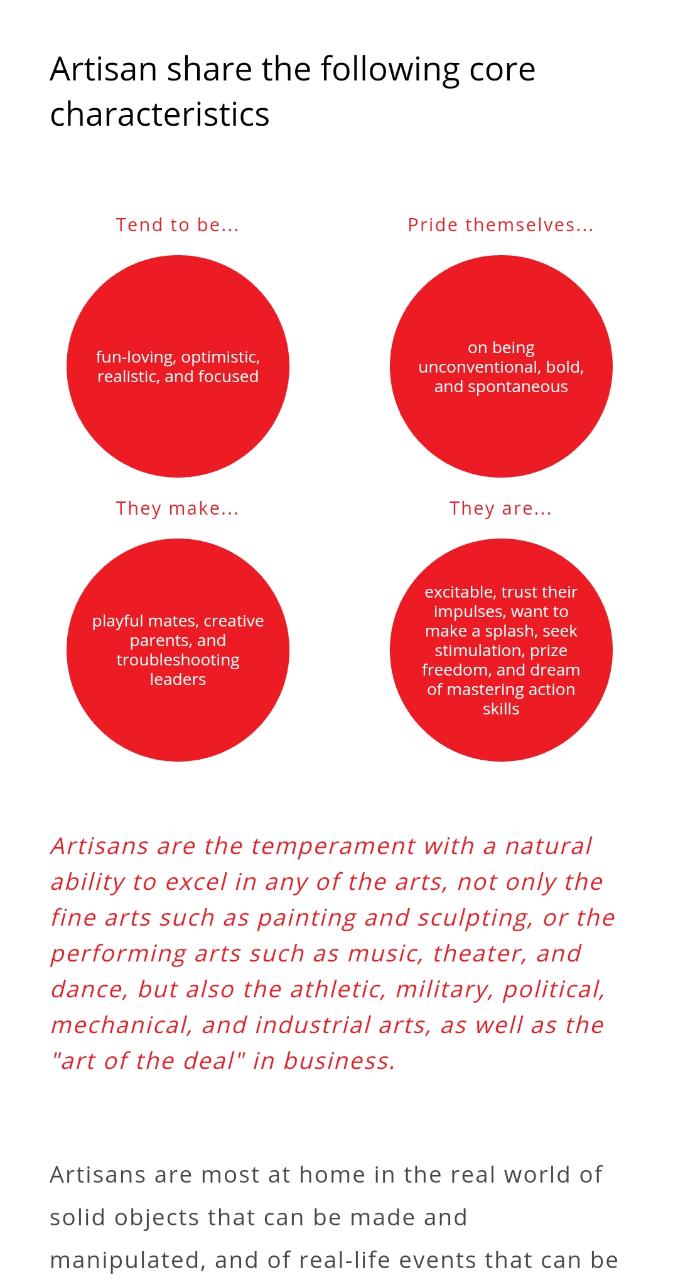 Artisan share the following core
characteristics
Tend to be...
fun-loving, optimistic,
realistic, and focused
Pride themselves...
on being
unconventional, bold,
and spontaneous
They make...
playful mates, creative
parents, and
troubleshooting
leaders
They are...
excitable, trust their
impulses, want to
make a splash, seek
stimulation, prize
freedom, and dream
of mastering action
skills
Artisans are the temperament with a natural
ability to excel in any of the arts, not only the
fine arts such as painting and sculpting, or the
performing arts such as music, theater, and
dance, but also the athletic, military, political,
mechanical, and industrial arts, as well as the
"art of the deal" in business.
Artisans are most at home in the real world of
solid objects that can be made and
manipulated, and of real-life events that can be